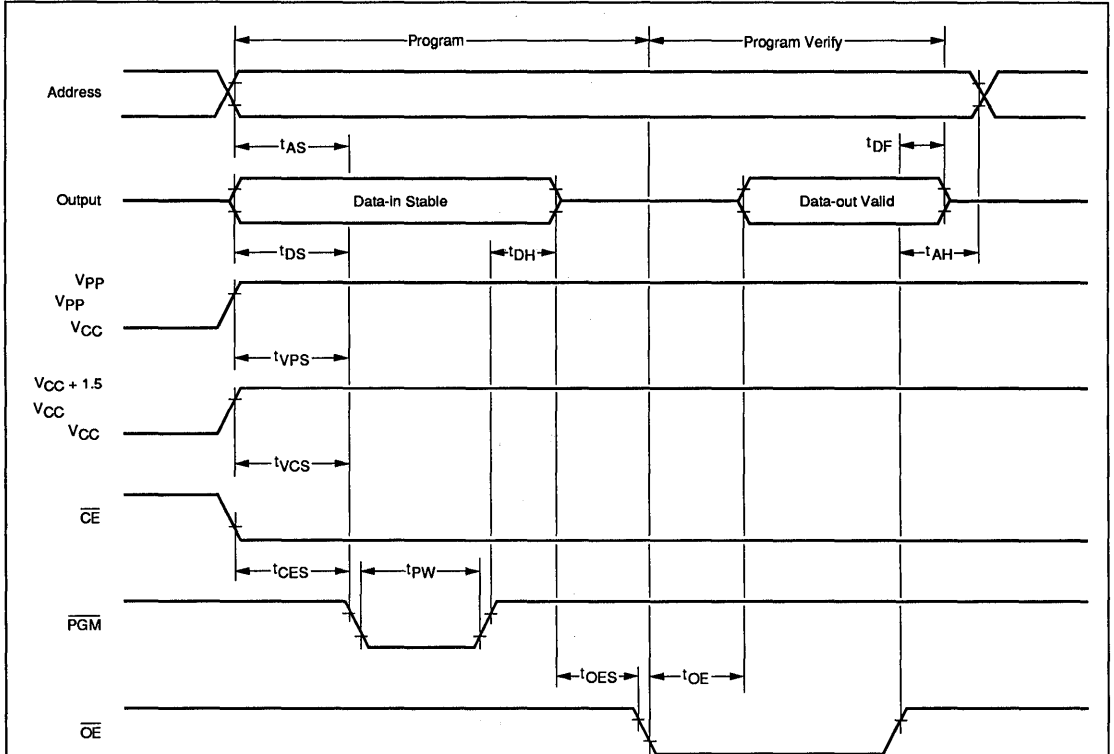 Program
Program Verify
Address
tAS
tDF
Output
Data-in Stable
Data-out Valid
tDS
tDH
tAH
VPP
VPP
VCC
tVPS
VCC + 1.5
VCC
VCC
tVCS
CE
tCES
tPW
PGM
tOES
tOE
OE